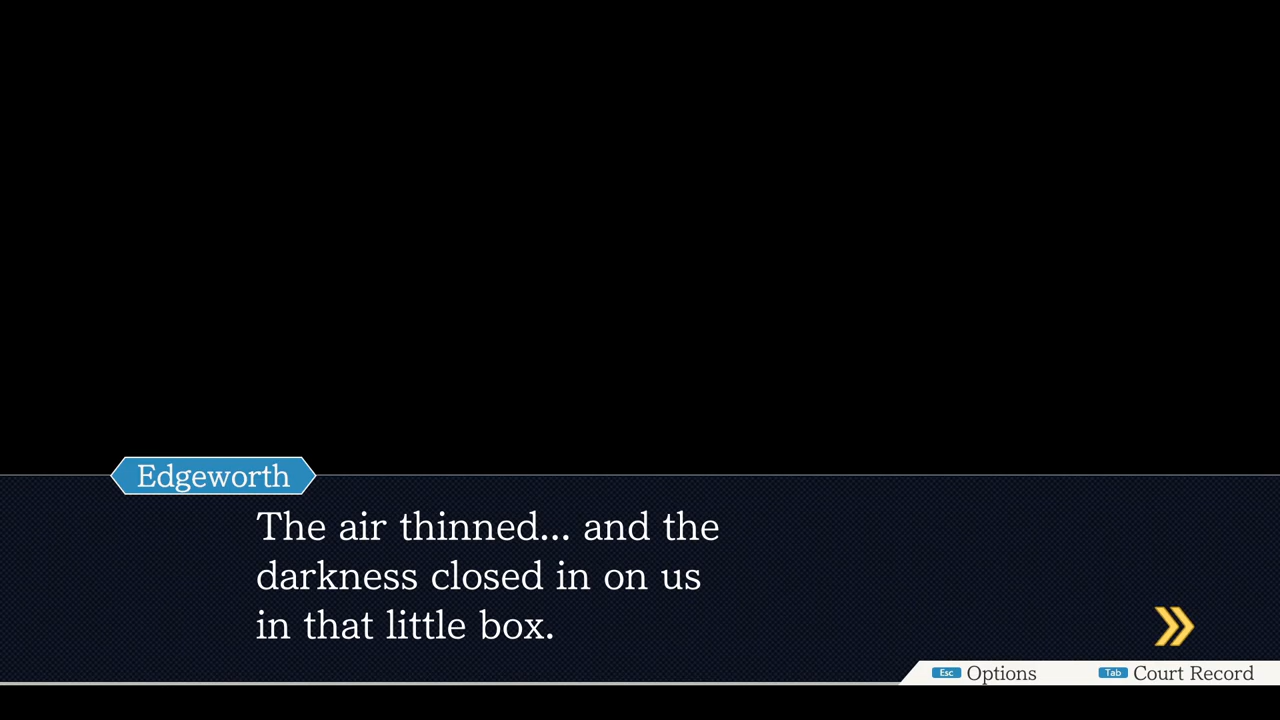 Edgeworth
The air thinned... and the
darkness closed in on us
in that little box.
Esc Options Tab Court Record